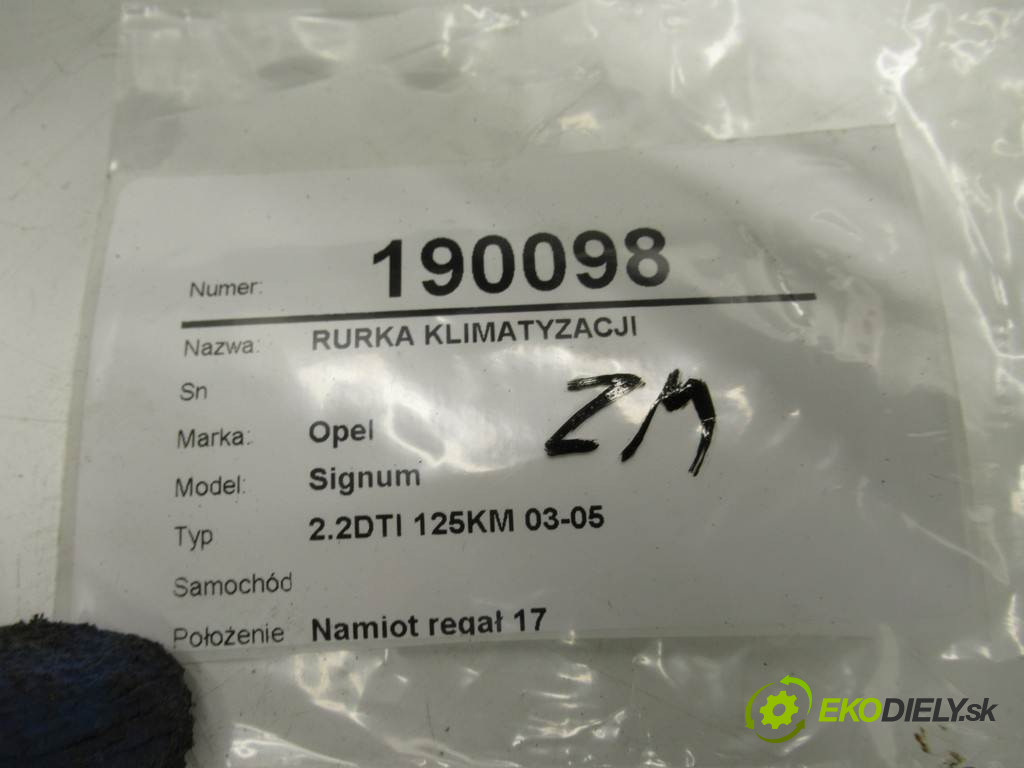 Numer: 190098
Nazwa: RURKA KLIMATYZACJI
Sn
ZM
Marka: Opel
Model: Signum
Typ 2.2DTI 125KM 03-05
Samochód
Położenie Namiot regał 17
EKODIELY.sk